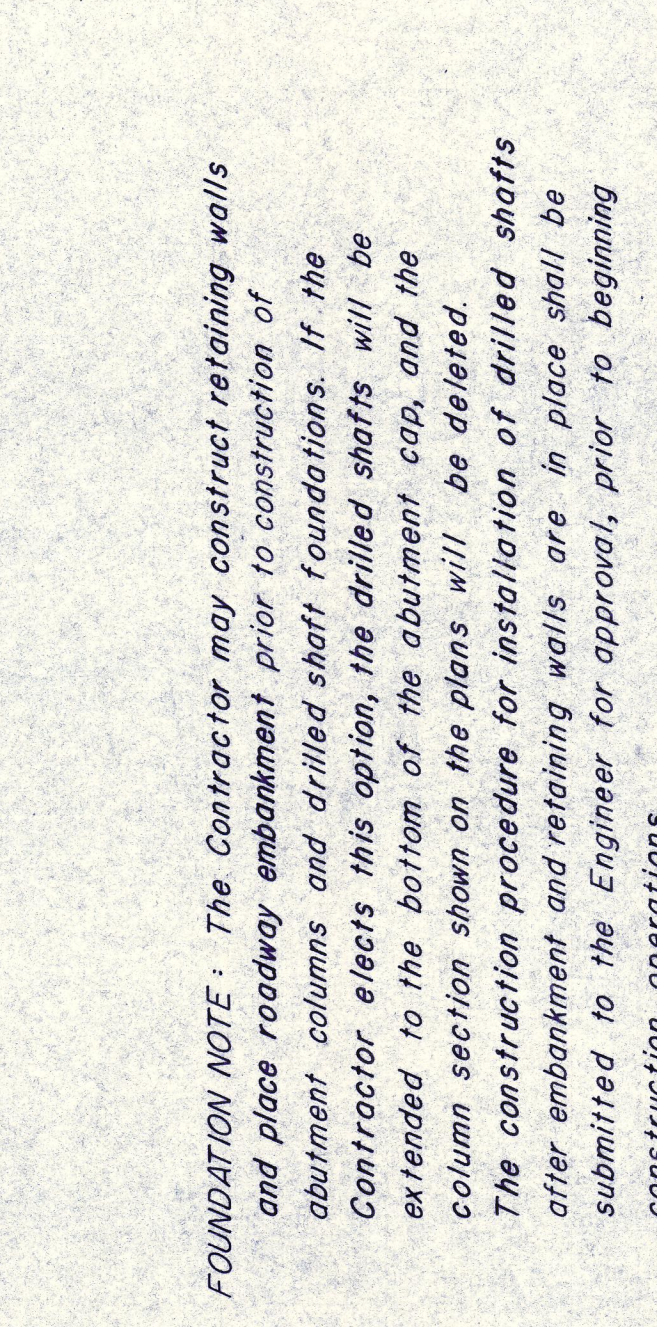 FOUNDATION NOTE : The Contractor may construct retaining walls
and place roadway embankment prior to construction of
abutment columns and drilled shaft foundations. If the
Contractor elects this option, the drilled shafts will be
extended to the bottom of the abutment cap, and the
column section shown on the plans will be deleted.
The construction procedure for installation of drilled shafts
after embankment and retaining walls are in place shall be
submitted to the Engineer for approval, prior to beginning
construction operations